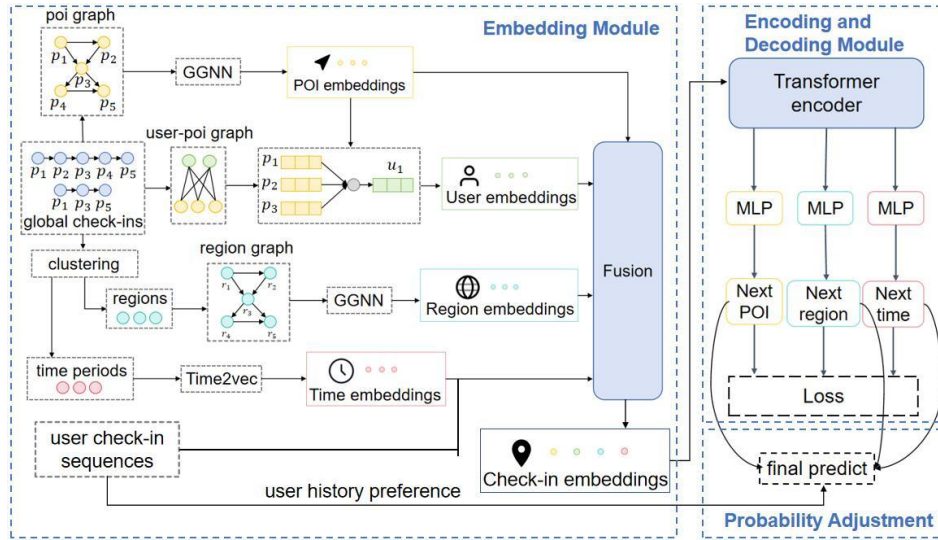 poi graph
p₁ p₂
p₃
p₄ p₅
GGNN
POI embeddings
Embedding Module
user-poi graph
p₁ p₂ p₃ p₄ p₅
p₁ p₃ p₅
global check-ins
p₁
p₂
p₃
u₁
User embeddings
clustering
regions
region graph
r₁ r₂
r₃
r₄ r₅
GGNN
Region embeddings
Fusion
time periods
Time2vec
Time embeddings
user check-in
sequences
Check-in embeddings
user history preference
Encoding and
Decoding Module
Transformer
encoder
MLP MLP MLP
Next
POI
Next
region
Next
time
Loss
final predict
Probability Adjustment